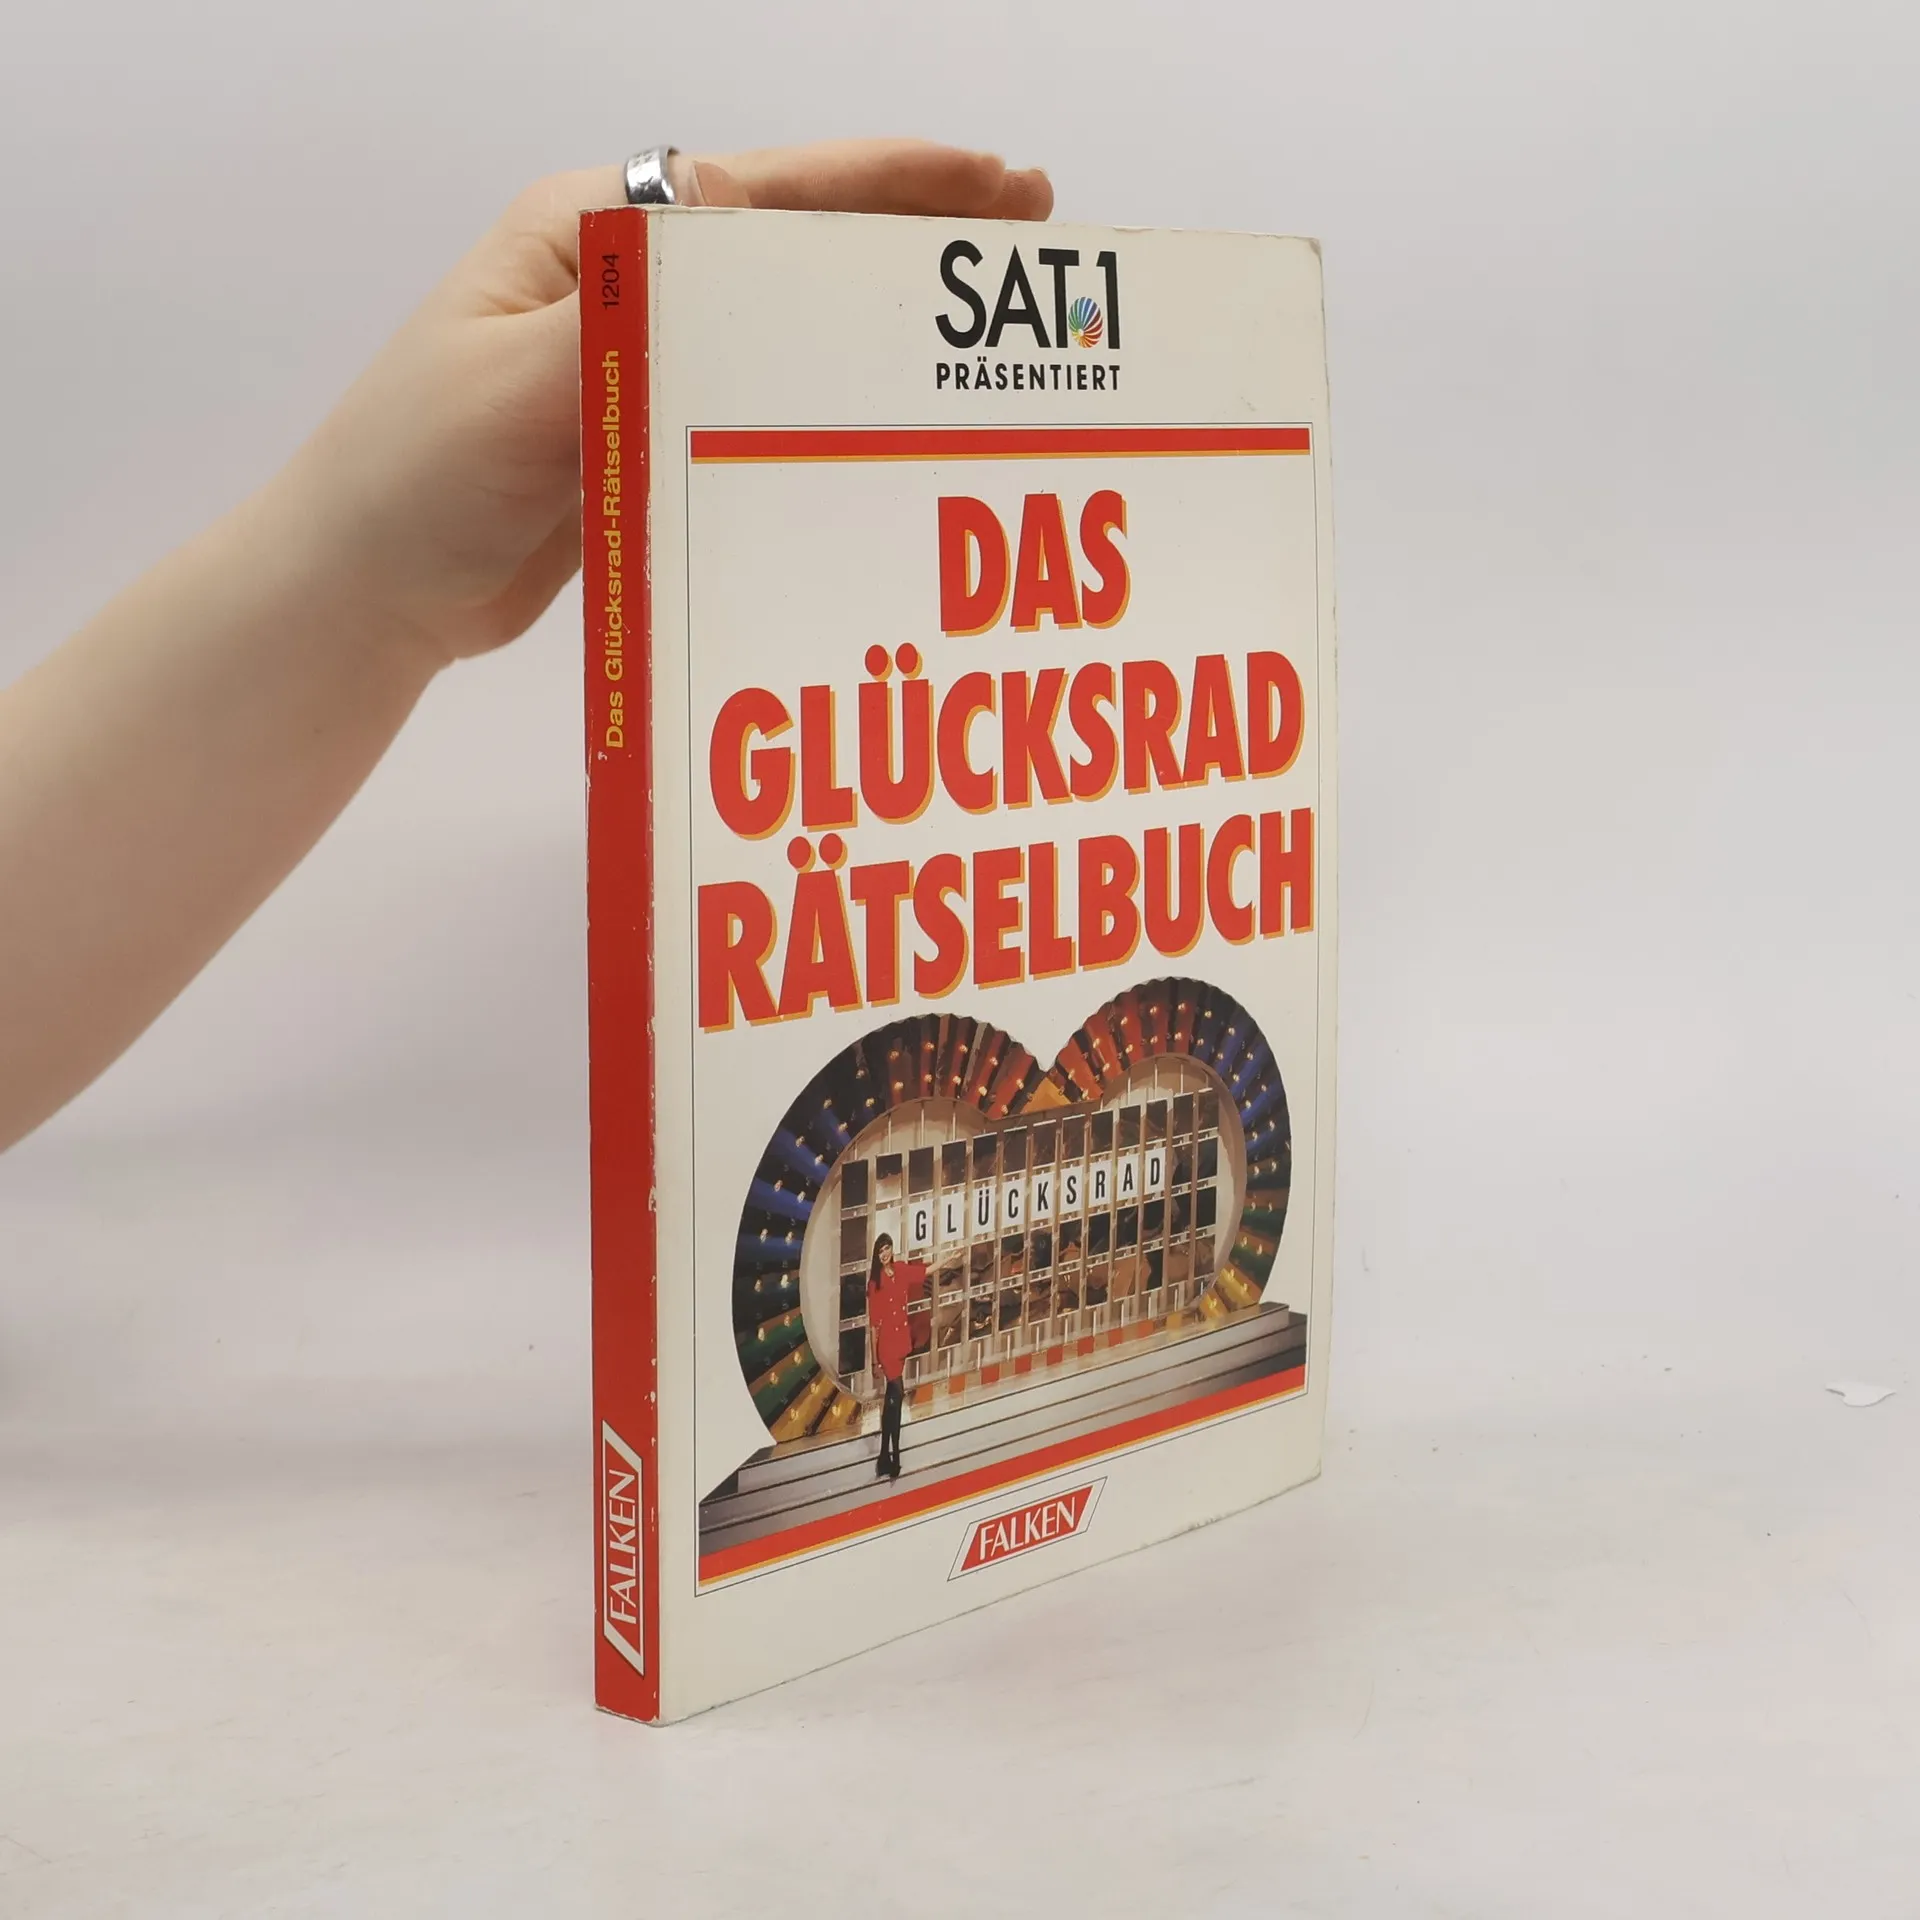 1204
Das Glücksrad-Rätselbuch
FALKEN
SAT.1
PRÄSENTIERT
DAS
GLÜCKSRAD
RÄTSELBUCH
GLÜCKSRAD
FALKEN